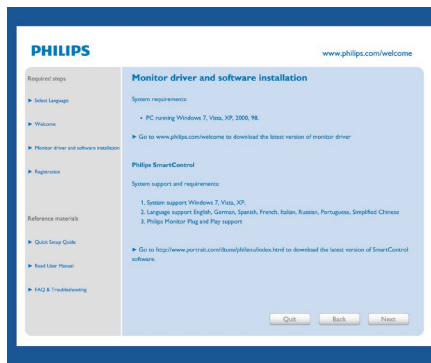 PHILIPS
www.philips.com/welcome
Required steps
► Select Language
► Welcome
► Monitor driver and software installation
► Registration
Reference materials
► Quick Setup Guide
► Read User Manual
► FAQ & Troubleshooting
Monitor driver and software installation
System requirements:
• PC running Windows 7, Vista, XP, 2000, 98.
► Go to www.philips.com/welcome to download the latest version of monitor driver
Philips SmartControl
System support and requirements:
1. System support Windows 7, Vista, XP.
2. Language support English, German, Spanish, French, Italian, Russian, Portuguese, Simplified Chinese
3. Philips Monitor Plug and Play support
► Go to http://www.portrait.com/dtune/philenu/index.html to download the latest version of SmartControl
software.
Quit
Back
Next